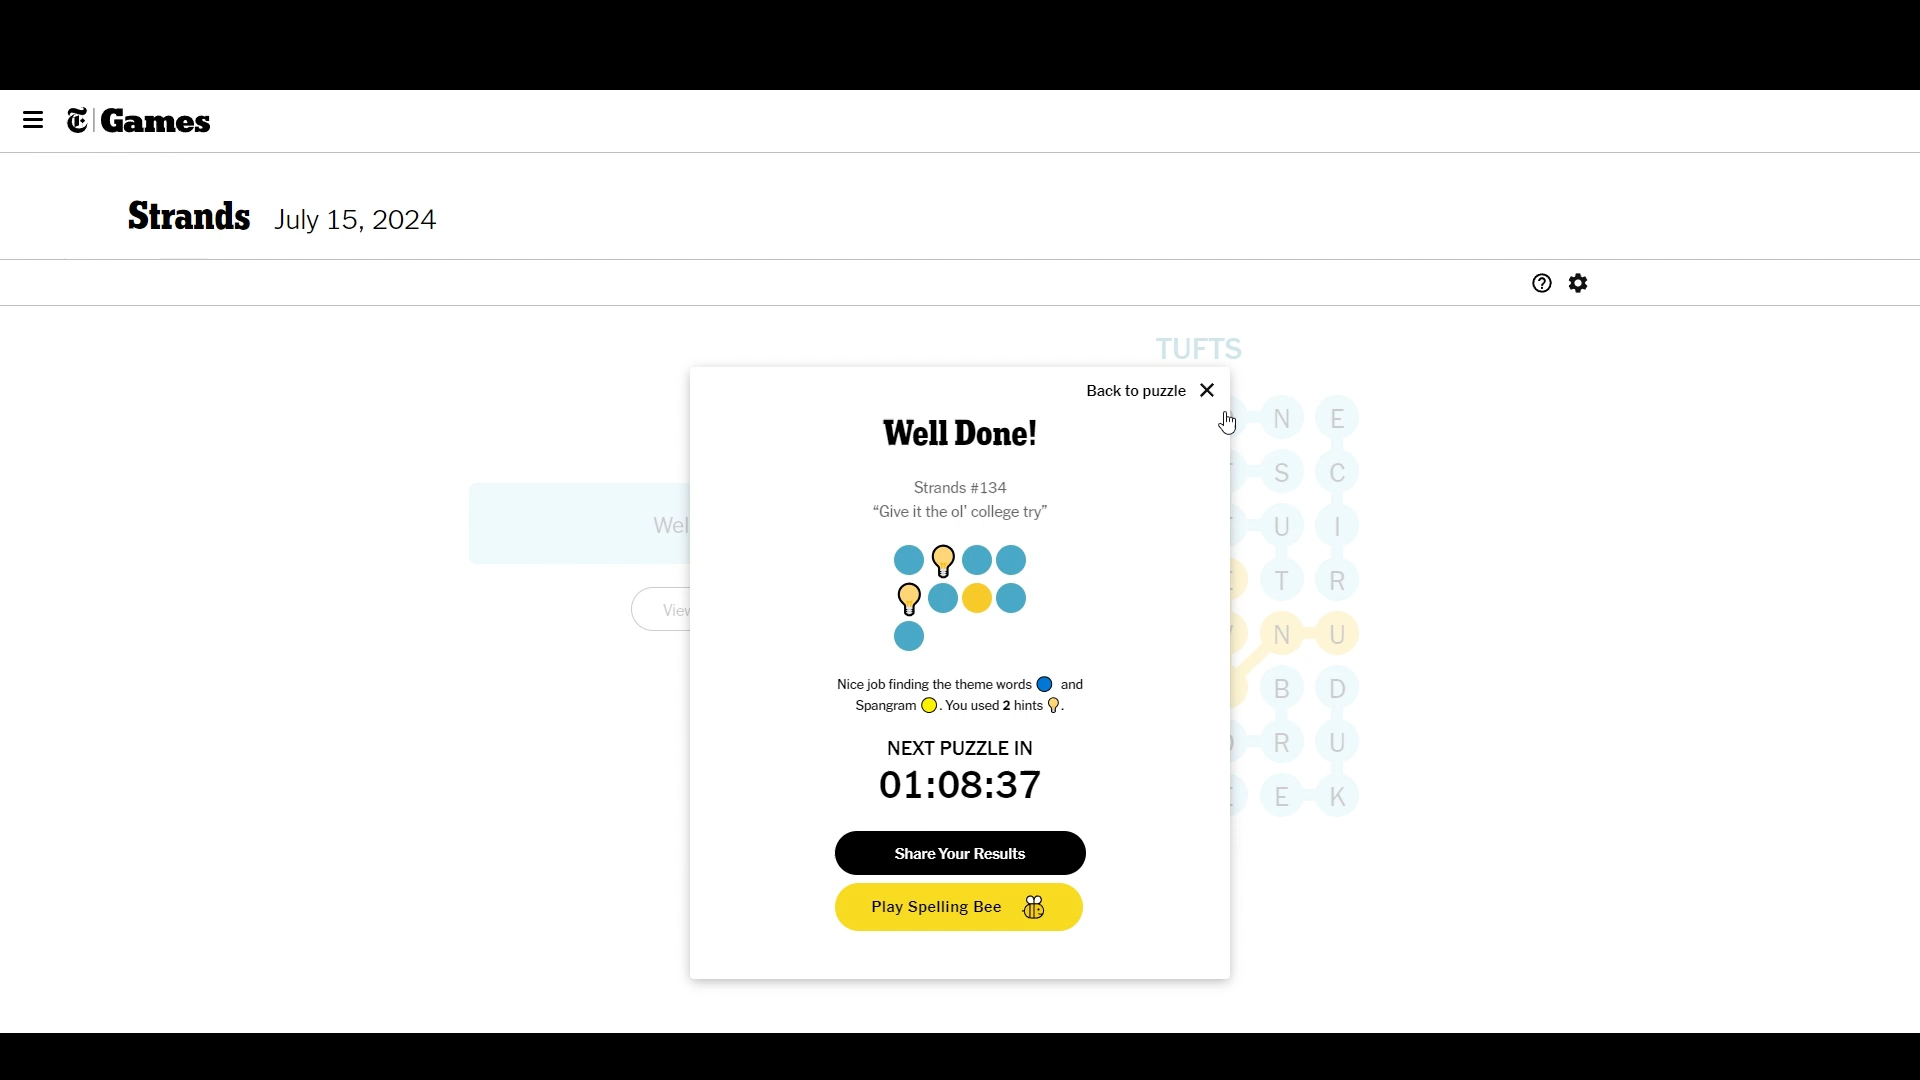 Games
Strands July 15, 2024
TUFTS
Back to puzzle
Well Done!
Strands #134
“Give it the ol' college try”
Nice job finding the theme words and
Spangram . You used 2 hints .
NEXT PUZZLE IN
01:08:37
Share Your Results
Play Spelling Bee
N E
S C
U I
T R
N U
B D
R U
E K